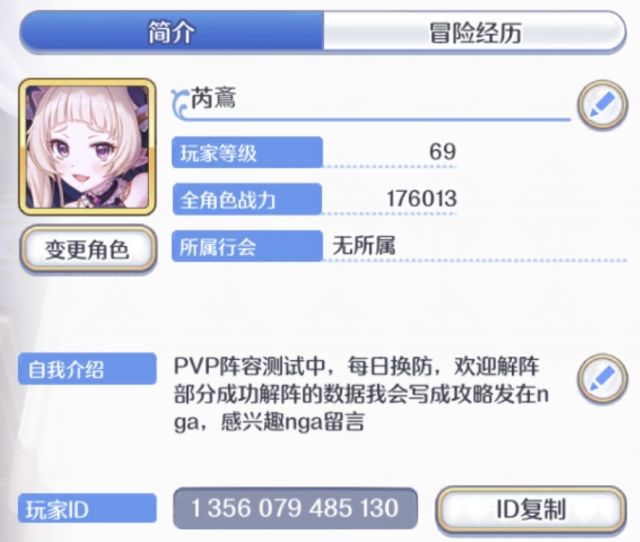 简介
冒险经历
芮鴍
玩家等级
69
全角色战力
176013
变更角色
所属行会
无所属
自我介绍
PVP阵容测试中，每日换防，欢迎解阵
部分成功解阵的数据我会写成攻略发在n
ga，感兴趣nga留言
玩家ID
1 356 079 485 130
ID复制